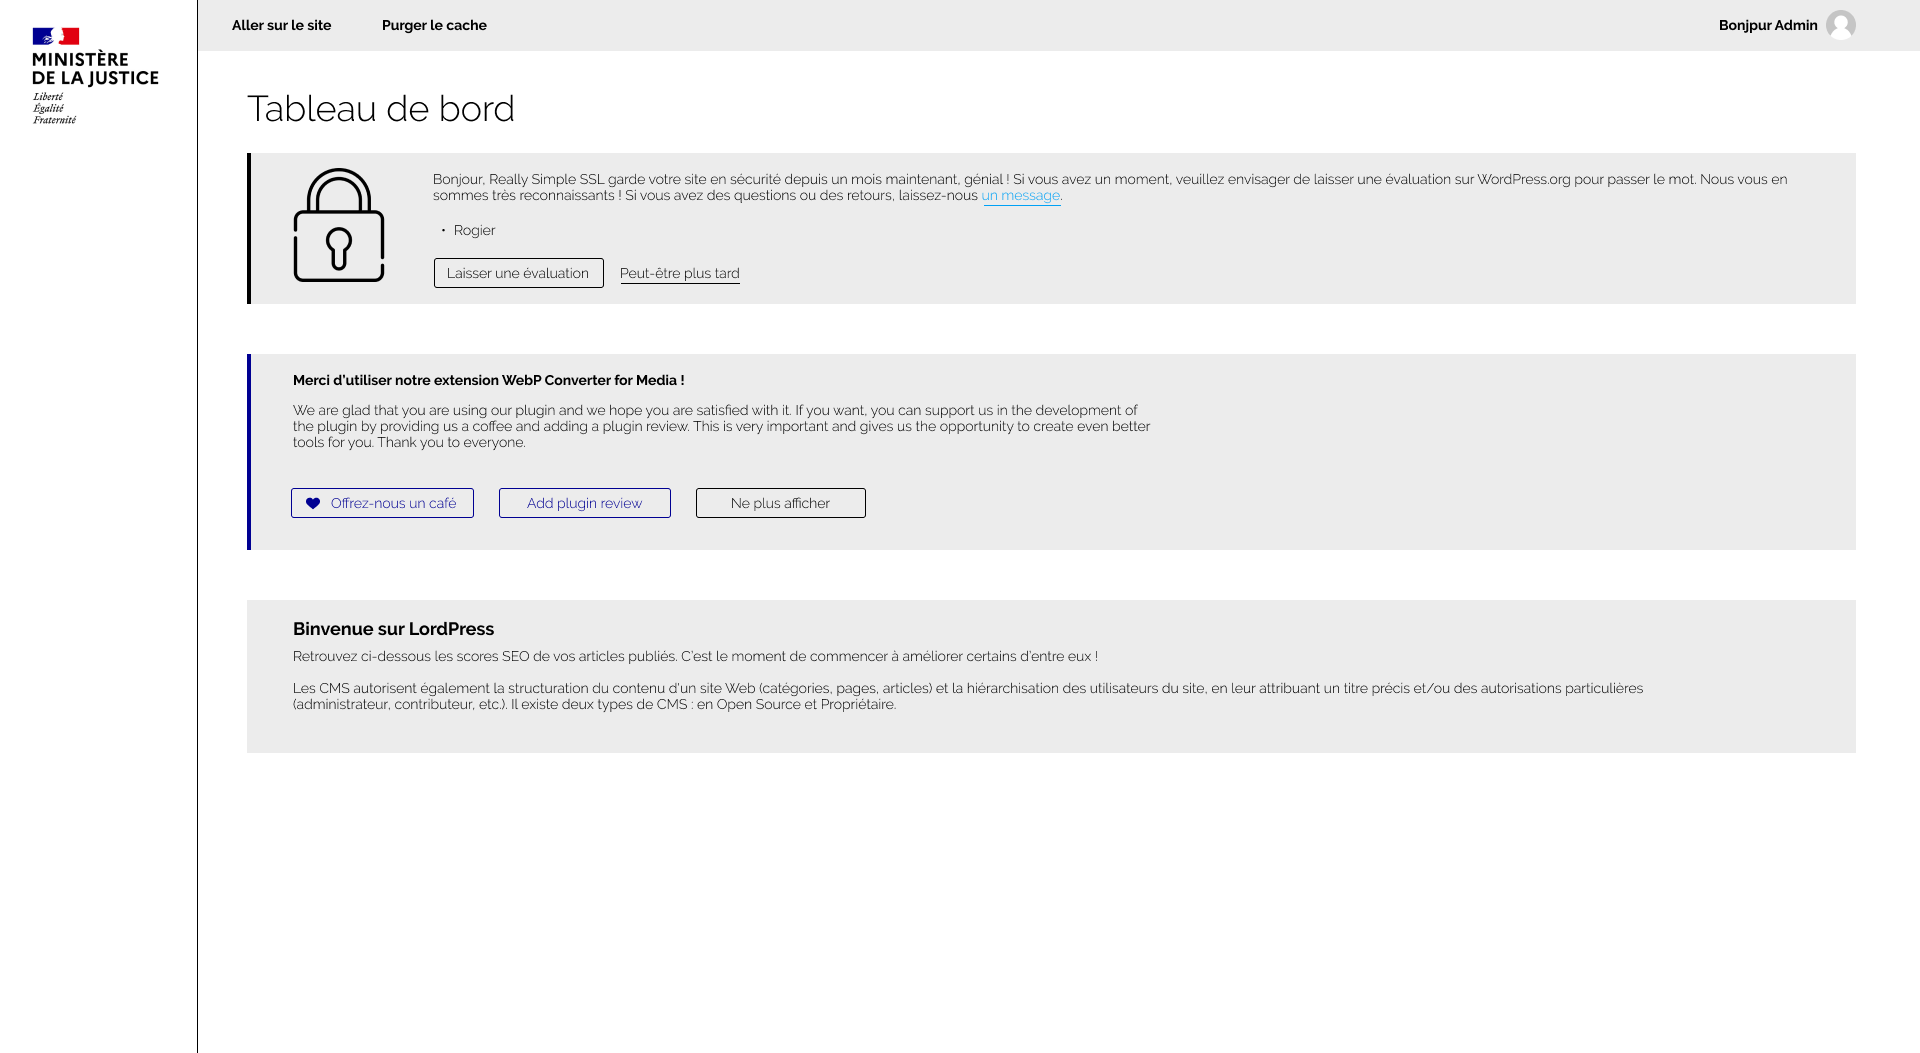 MINISTÈRE
DE LA JUSTICE
Liberté
Égalité
Fraternité
Aller sur le site
Purger le cache
Bonjpur Admin
Tableau de bord
Bonjour, Really Simple SSL garde votre site en sécurité depuis un mois maintenant, génial ! Si vous avez un moment, veuillez envisager de laisser une évaluation sur WordPress.org pour passer le mot. Nous vous en
sommes très reconnaissants ! Si vous avez des questions ou des retours, laissez-nous un message.
• Rogier
Laisser une évaluation
Peut-être plus tard
Merci d'utiliser notre extension WebP Converter for Media !
We are glad that you are using our plugin and we hope you are satisfied with it. If you want, you can support us in the development of
the plugin by providing us a coffee and adding a plugin review. This is very important and gives us the opportunity to create even better
tools for you. Thank you to everyone.
Offrez-nous un café
Add plugin review
Ne plus afficher
Binvenue sur LordPress
Retrouvez ci-dessous les scores SEO de vos articles publiés. C'est le moment de commencer à améliorer certains d'entre eux !
Les CMS autorisent également la structuration du contenu d'un site Web (catégories, pages, articles) et la hiérarchisation des utilisateurs du site, en leur attribuant un titre précis et/ou des autorisations particulières
(administrateur, contributeur, etc.). Il existe deux types de CMS : en Open Source et Propriétaire.